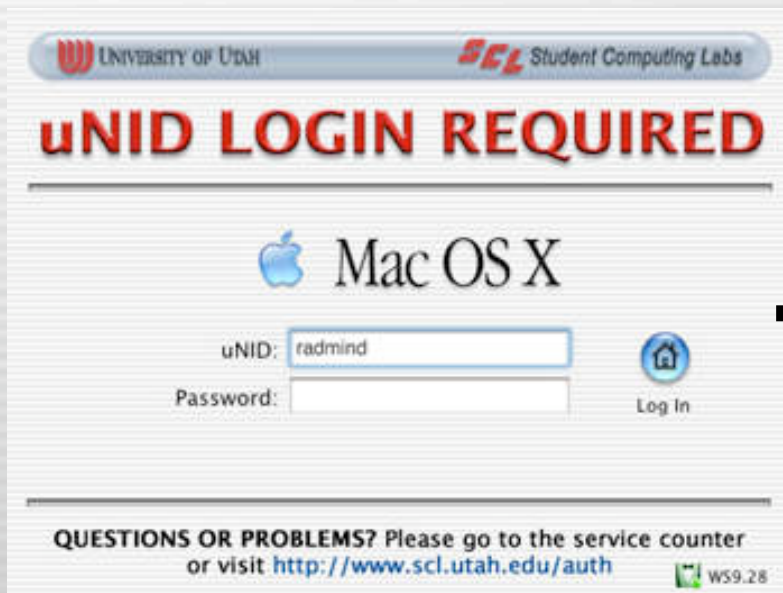 UNIVERSITY OF UTAH SCL Student Computing Labs
uNID LOGIN REQUIRED
Mac OS X
uNID: radmind
Password:
Log In
QUESTIONS OR PROBLEMS? Please go to the service counter
or visit http://www.scl.utah.edu/auth
WS9.28